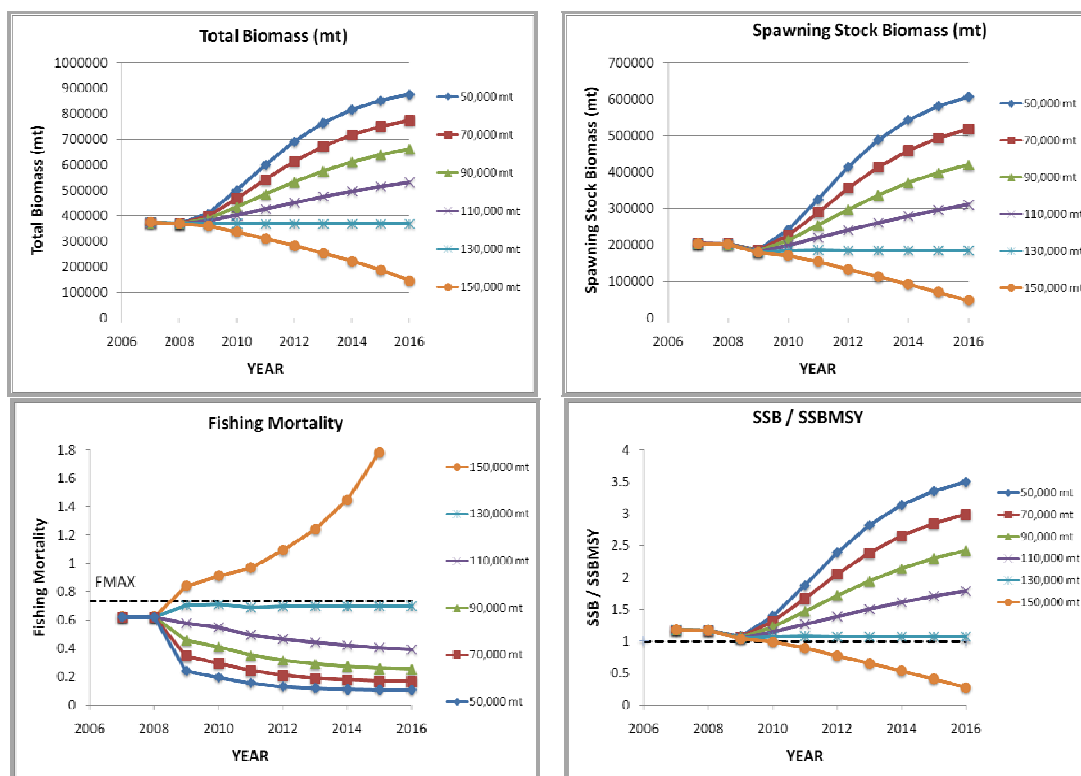 Total Biomass (mt)
Total Biomass (mt)
1000000
900000
800000
700000
600000
500000
400000
300000
200000
100000
0
2006 2008 2010 2012 2014 2016
YEAR
50,000 mt
70,000 mt
90,000 mt
110,000 mt
130,000 mt
150,000 mt
Spawning Stock Biomass (mt)
Spawning Stock Biomass (mt)
700000
600000
500000
400000
300000
200000
100000
0
2006 2008 2010 2012 2014 2016
YEAR
50,000 mt
70,000 mt
90,000 mt
110,000 mt
130,000 mt
150,000 mt
Fishing Mortality
Fishing Mortality
1.8
1.6
1.4
1.2
1
0.8
0.6
0.4
0.2
0
FMAX
2006 2008 2010 2012 2014 2016
YEAR
150,000 mt
130,000 mt
110,000 mt
90,000 mt
70,000 mt
50,000 mt
SSB / SSBMSY
SSB / SSBMSY
4
3.5
3
2.5
2
1.5
1
0.5
0
2006 2008 2010 2012 2014 2016
YEAR
50,000 mt
70,000 mt
90,000 mt
110,000 mt
130,000 mt
150,000 mt